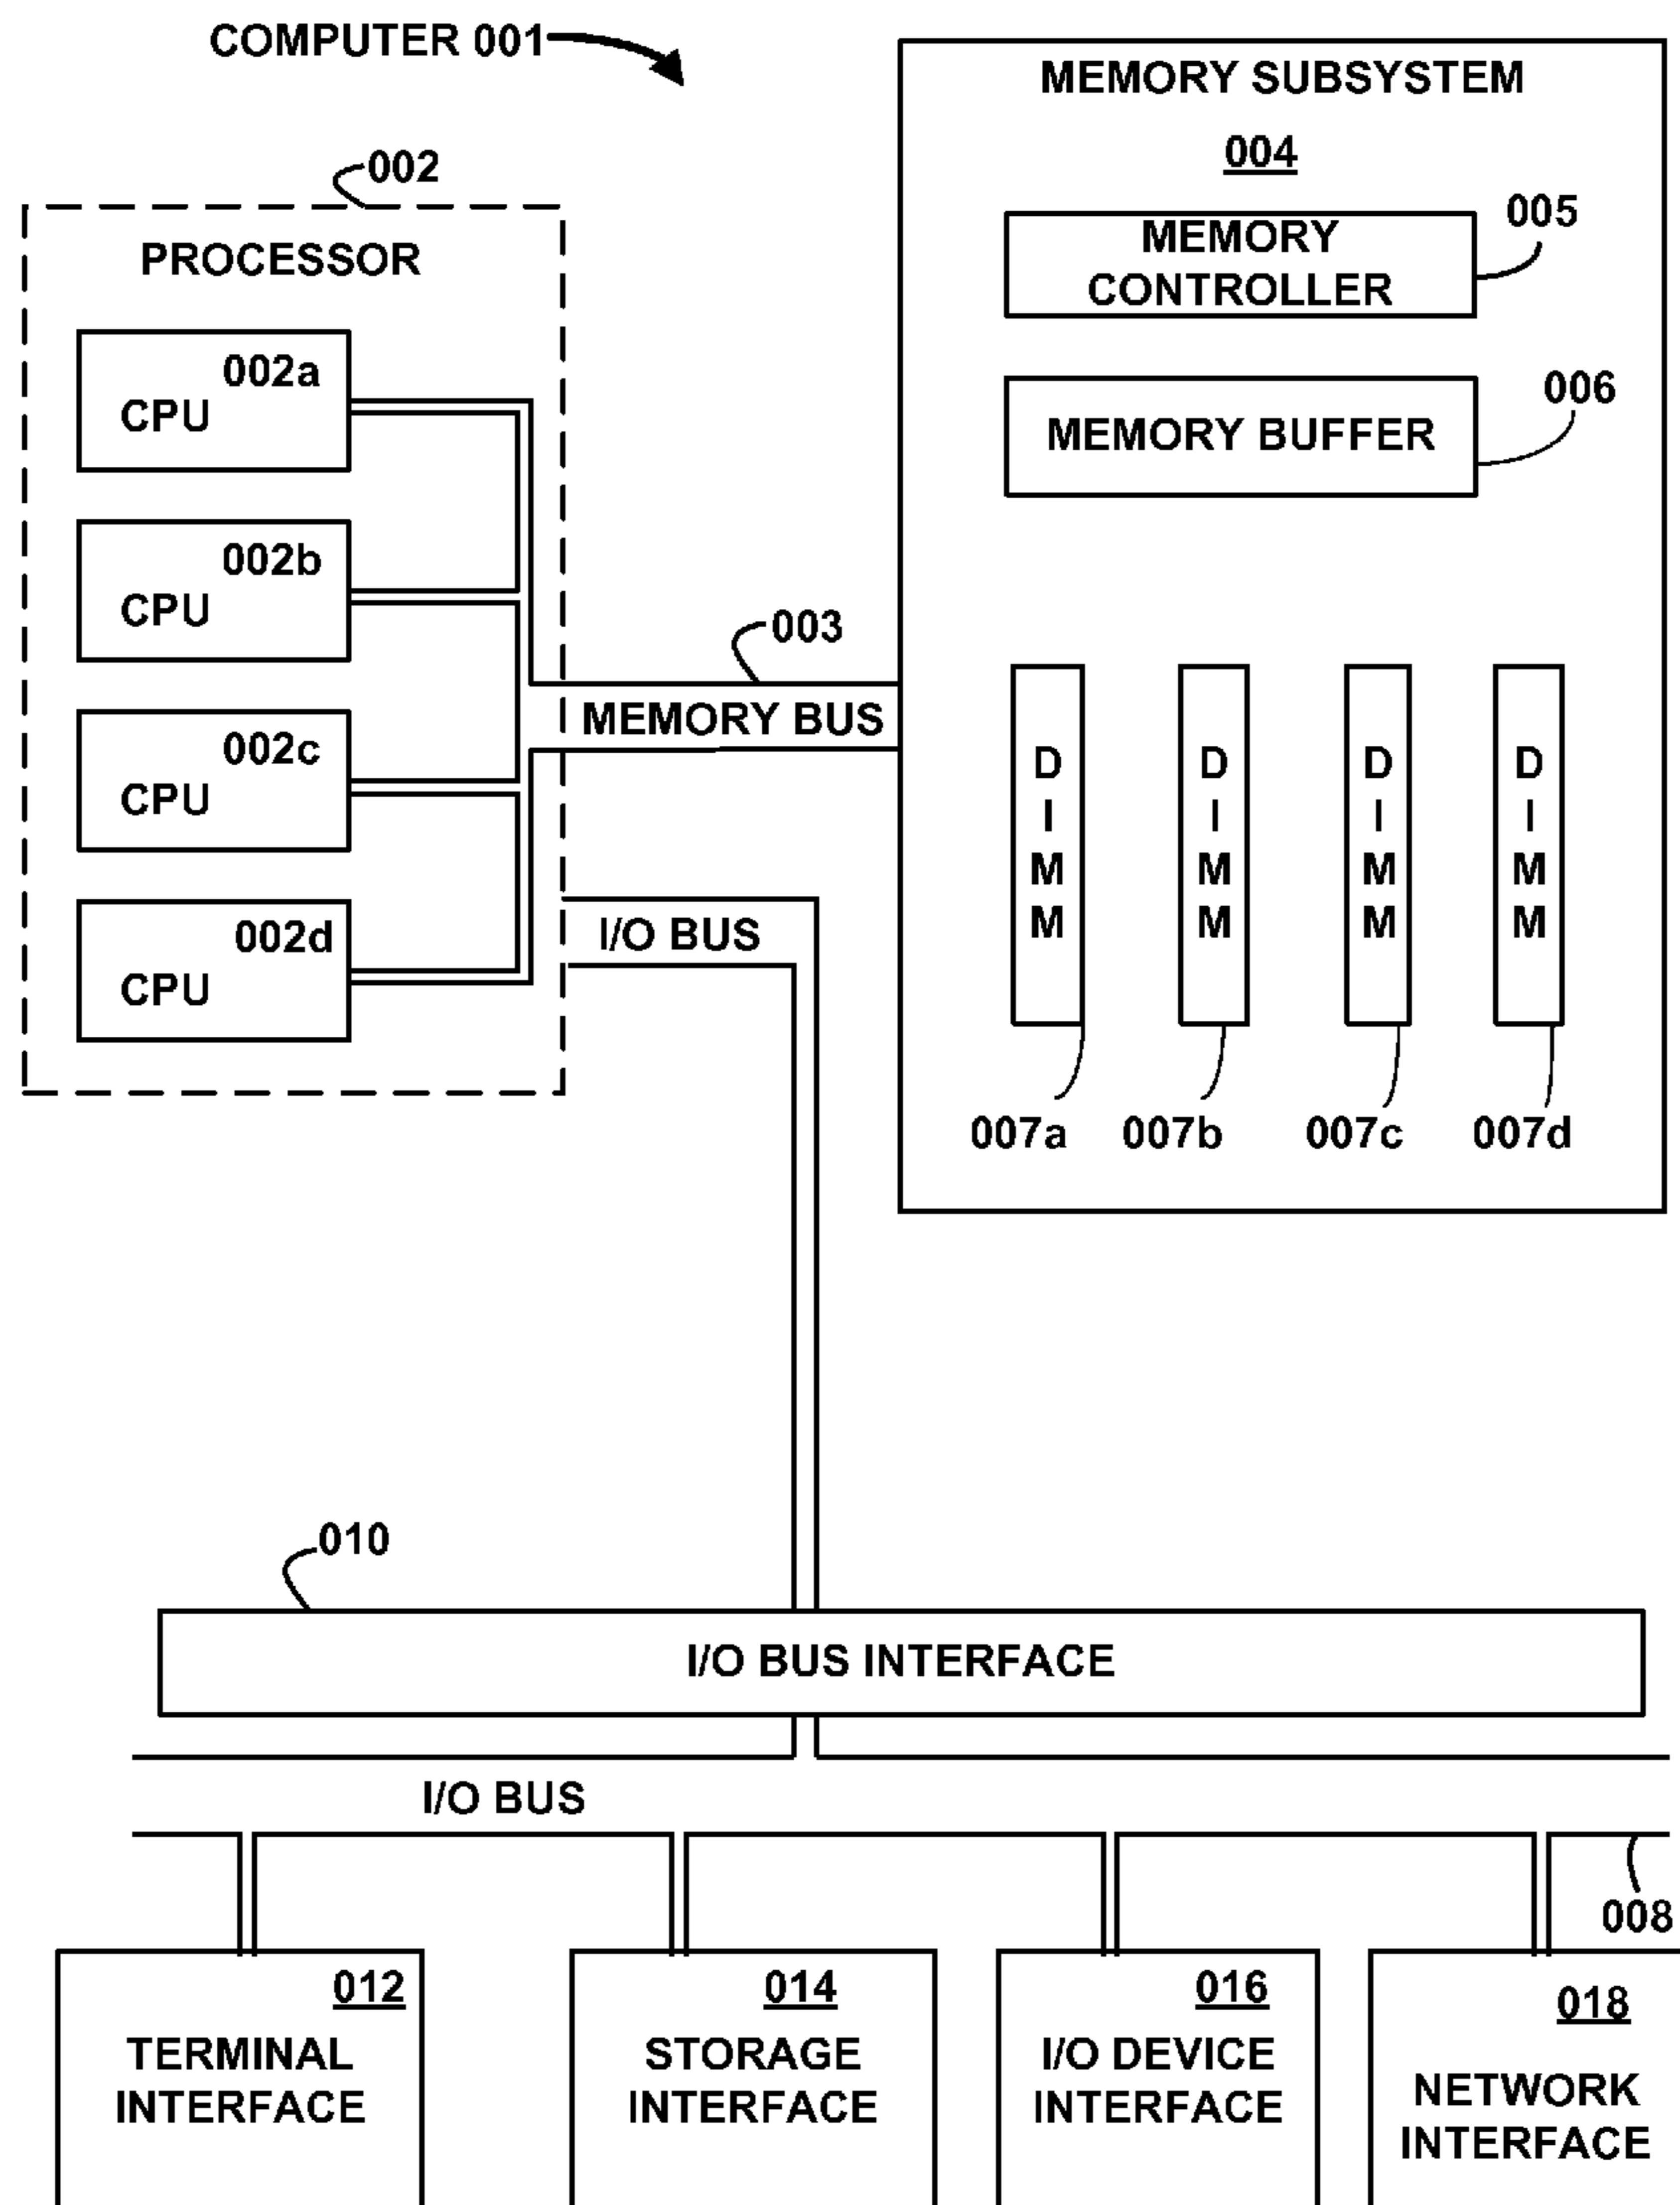 COMPUTER 001
MEMORY SUBSYSTEM
004
002
PROCESSOR
MEMORY
CONTROLLER
005
MEMORY BUFFER
006
002a
CPU
002b
CPU
002c
CPU
002d
CPU
003
MEMORY BUS
I/O BUS
D
I
M
M
D
I
M
M
D
I
M
M
D
I
M
M
007a
007b
007c
007d
010
I/O BUS INTERFACE
I/O BUS
008
012
TERMINAL
INTERFACE
014
STORAGE
INTERFACE
016
I/O DEVICE
INTERFACE
018
NETWORK
INTERFACE